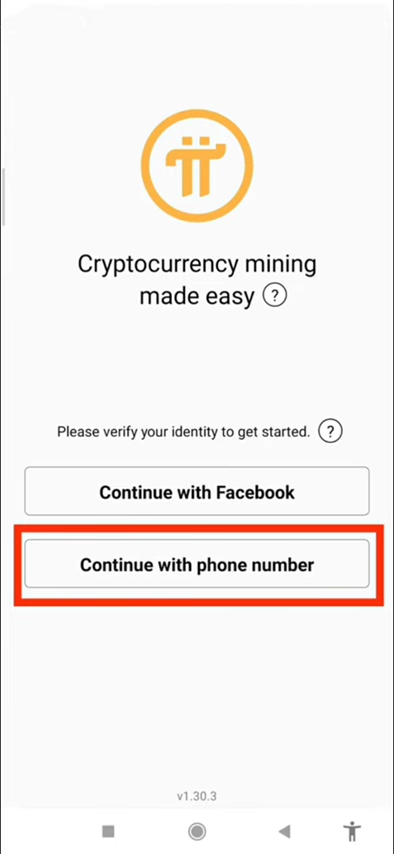 Cryptocurrency mining
made easy ?
Please verify your identity to get started. ?
Continue with Facebook
Continue with phone number
v1.30.3